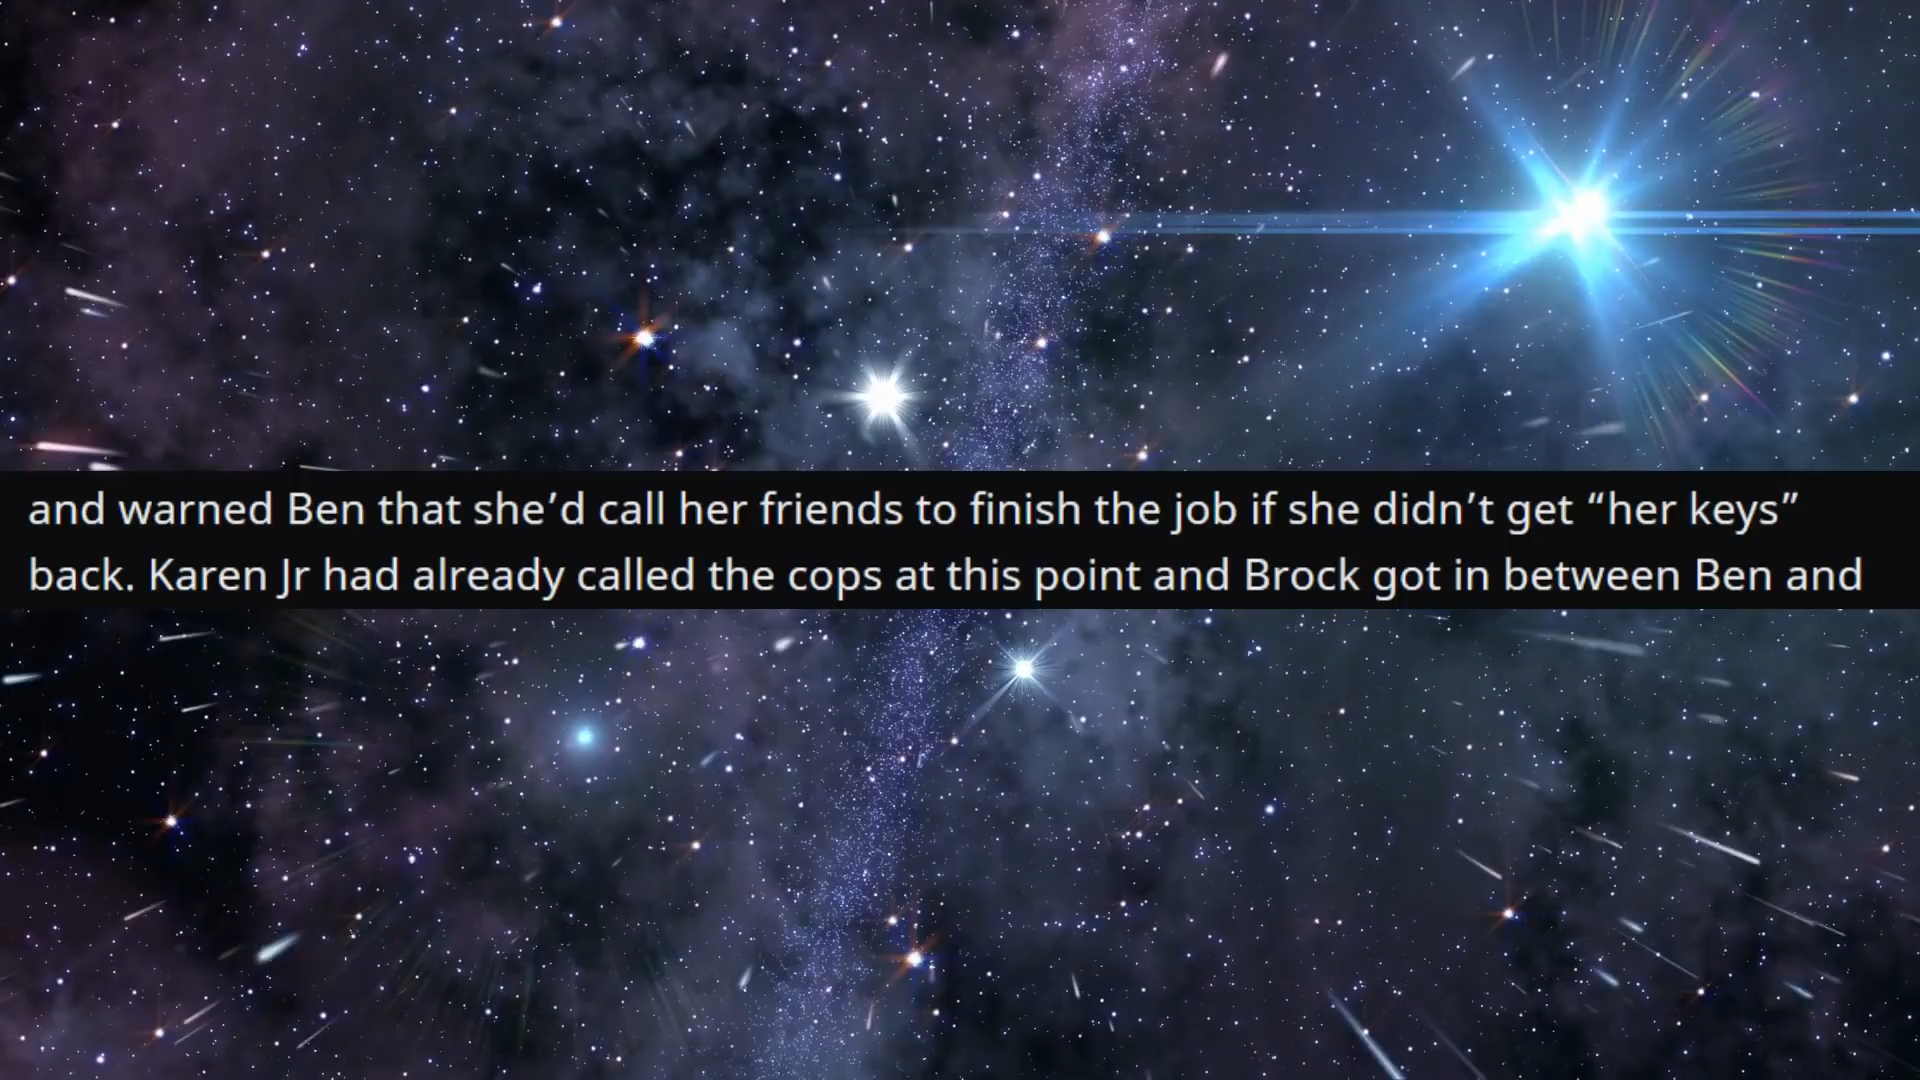 and warned Ben that she’d call her friends to finish the job if she didn’t get “her keys”
back. Karen Jr had already called the cops at this point and Brock got in between Ben and